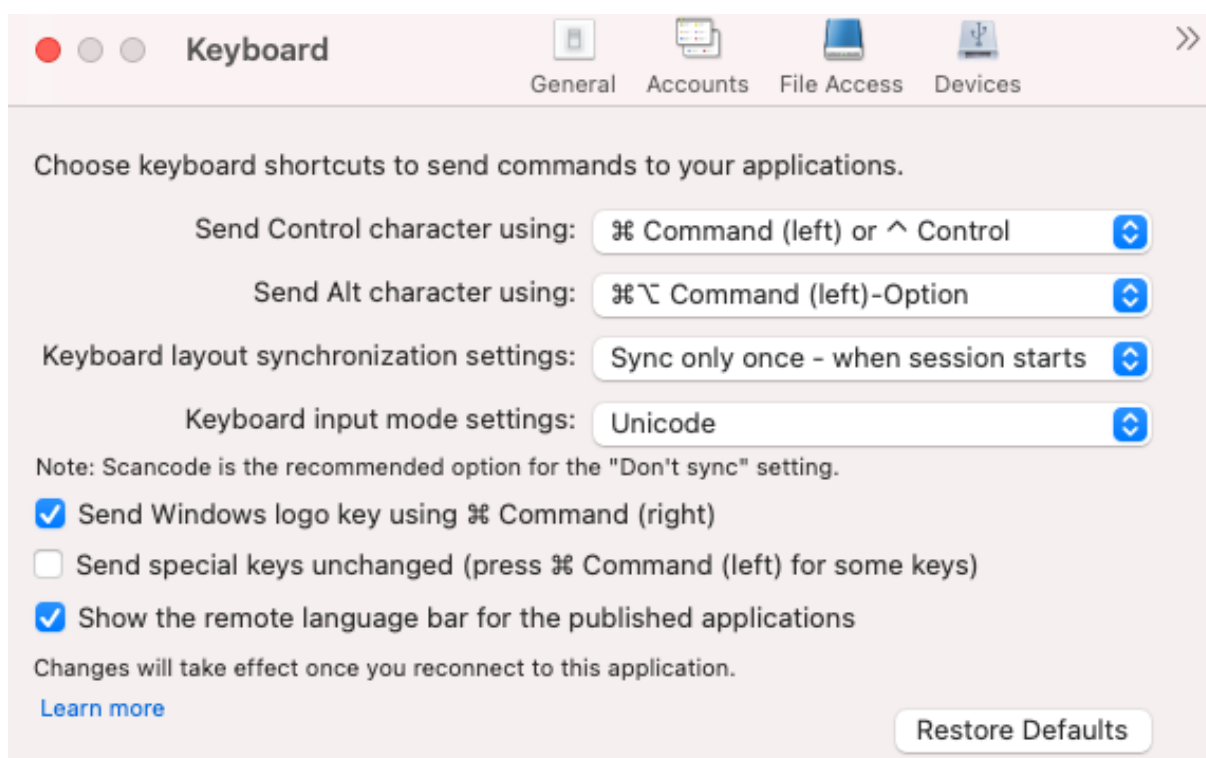 Keyboard
General Accounts File Access Devices
Choose keyboard shortcuts to send commands to your applications.
Send Control character using: ⌘ Command (left) or ^ Control
Send Alt character using: ⌘⌥ Command (left)-Option
Keyboard layout synchronization settings: Sync only once - when session starts
Keyboard input mode settings: Unicode
Note: Scancode is the recommended option for the "Don't sync" setting.
Send Windows logo key using ⌘ Command (right)
Send special keys unchanged (press ⌘ Command (left) for some keys)
Show the remote language bar for the published applications
Changes will take effect once you reconnect to this application.
Learn more
Restore Defaults